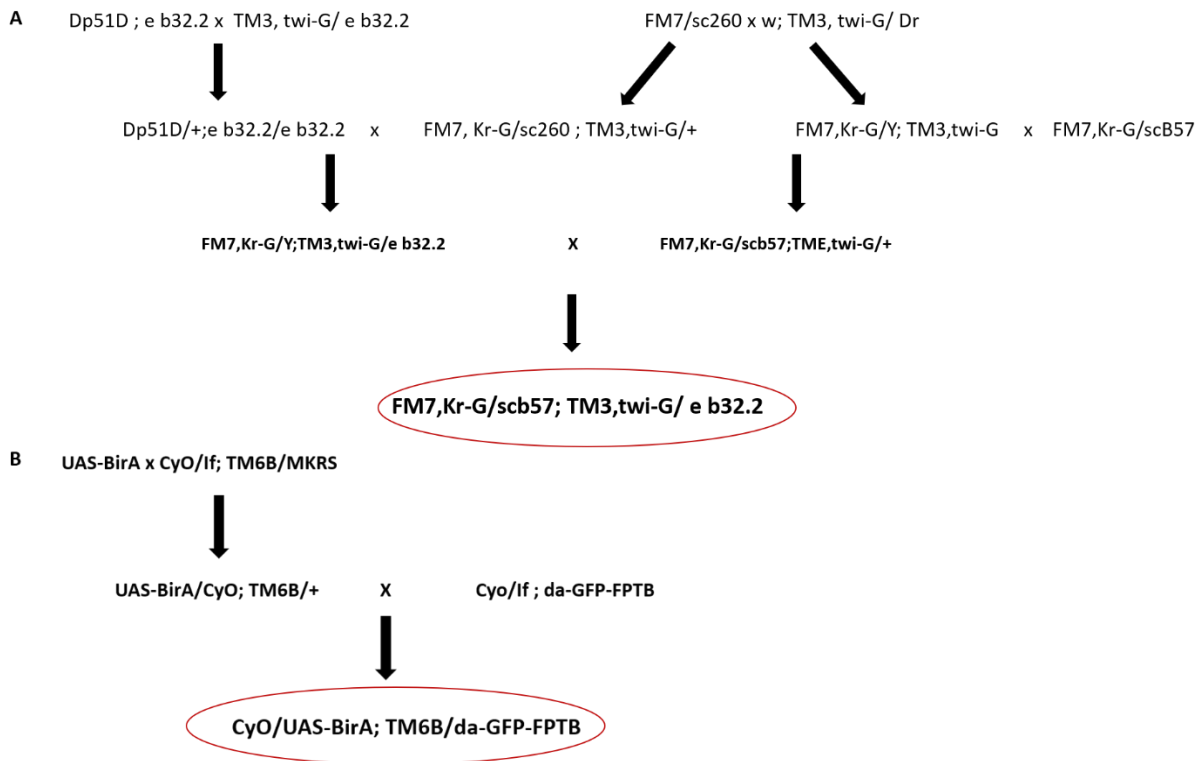 A
Dp51D ; e b32.2 x TM3, twi-G/ e b32.2
FM7/sc260 x w; TM3, twi-G/ Dr
Dp51D/+;e b32.2/e b32.2 x FM7, Kr-G/sc260 ; TM3,twi-G/+
FM7,Kr-G/Y; TM3,twi-G x FM7,Kr-G/scB57
FM7,Kr-G/Y;TM3,twi-G/e b32.2 X FM7,Kr-G/scb57;TME,twi-G/+
FM7,Kr-G/scb57; TM3,twi-G/ e b32.2
B
UAS-BirA x CyO/If; TM6B/MKRS
UAS-BirA/CyO; TM6B/+ X Cyo/If ; da-GFP-FPTB
CyO/UAS-BirA; TM6B/da-GFP-FPTB